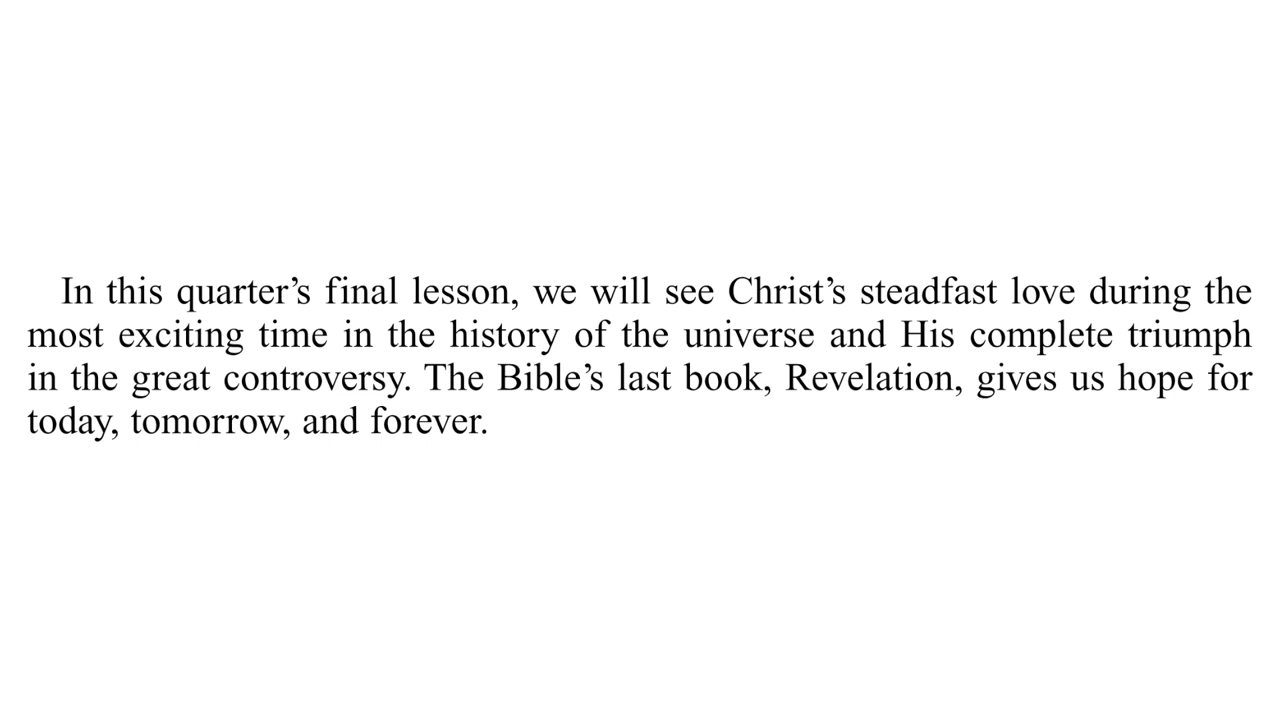 In this quarter’s final lesson, we will see Christ’s steadfast love during the
most exciting time in the history of the universe and His complete triumph
in the great controversy. The Bible’s last book, Revelation, gives us hope for
today, tomorrow, and forever.